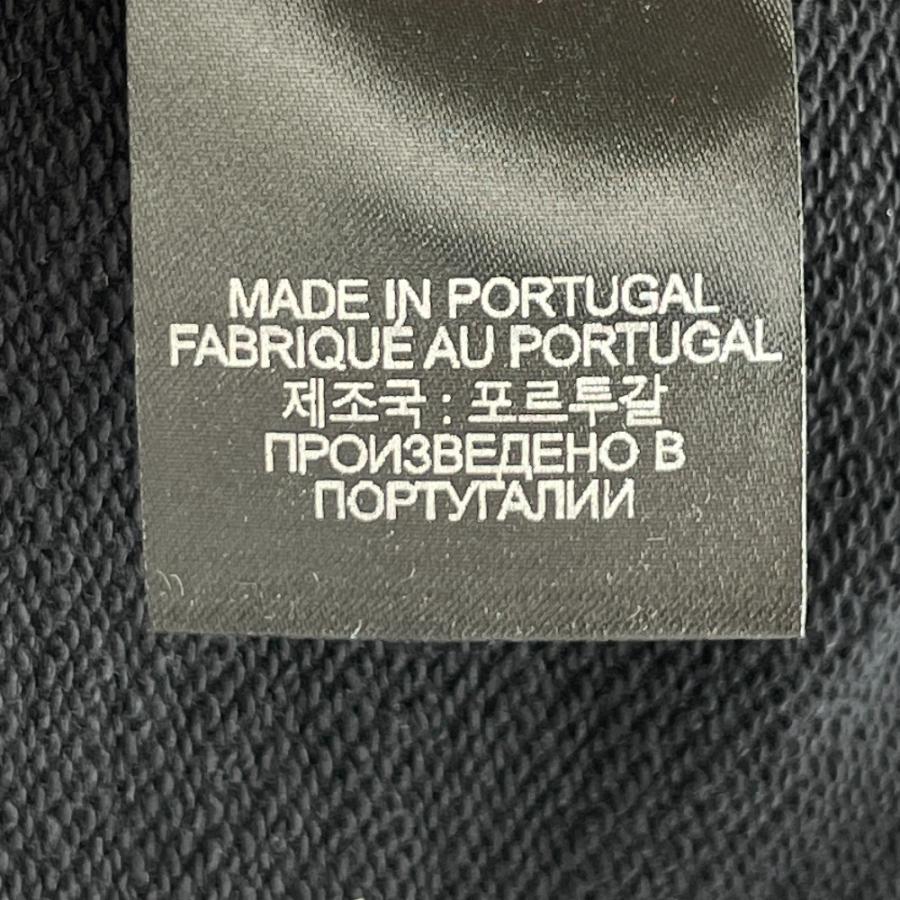 MADE IN PORTUGAL
FABRIQUÉ AU PORTUGAL
제조국 : 포르투갈
ПРОИЗВЕДЕНО В
ПОРТУГАЛИИ